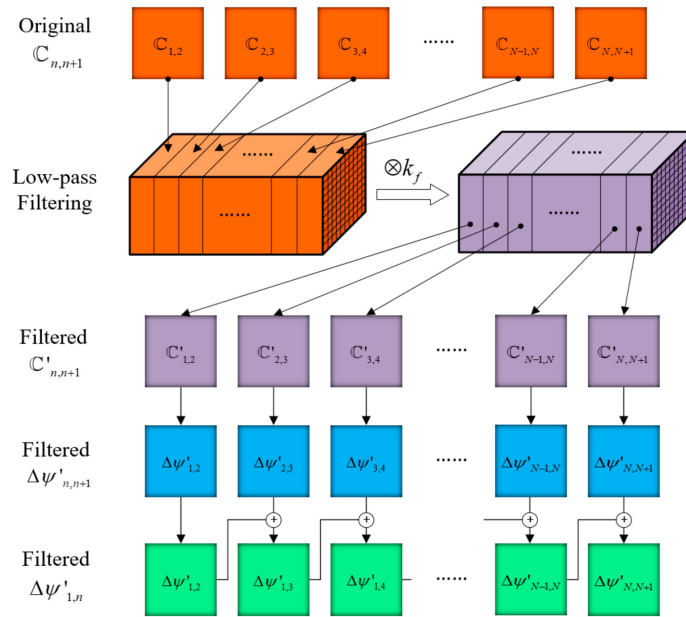 Original
ℂn,n+1
ℂ1,2 ℂ2,3 ℂ3,4 ...... ℂN−1,N ℂN,N+1
......
Low-pass
Filtering
......
⊗kf
......
......
Filtered
ℂ'n,n+1
ℂ'1,2 ℂ'2,3 ℂ'3,4 ...... ℂ'N−1,N ℂ'N,N+1
Filtered
Δψ'n,n+1
Δψ'1,2 Δψ'2,3 Δψ'3,4 ...... Δψ'N−1,N Δψ'N,N+1
+ + + +
Filtered
Δψ'1,n
Δψ'1,2 Δψ'1,3 Δψ'1,4 ...... Δψ'N−1,N Δψ'N,N+1